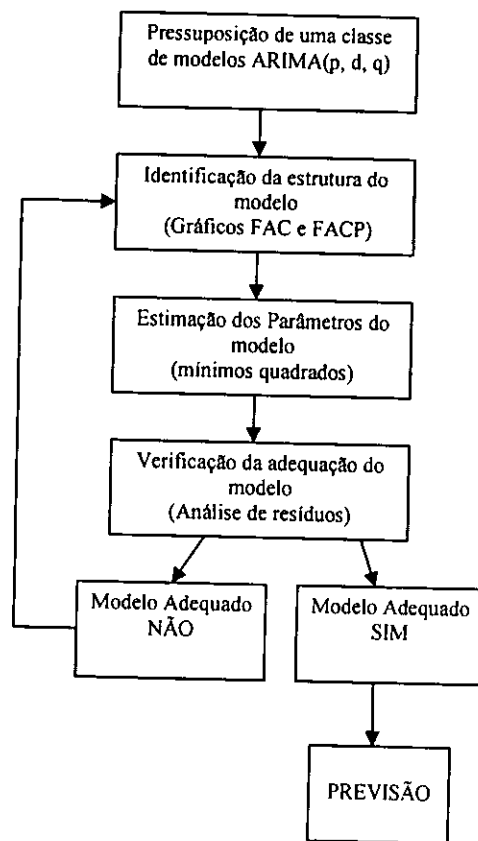 Pressuposição de uma classe
de modelos ARIMA(p, d, q)
Identificação da estrutura do
modelo
(Gráficos FAC e FACP)
Estimação dos Parâmetros do
modelo
(mínimos quadrados)
Verificação da adequação do
modelo
(Análise de resíduos)
Modelo Adequado
NÃO
Modelo Adequado
SIM
PREVISÃO